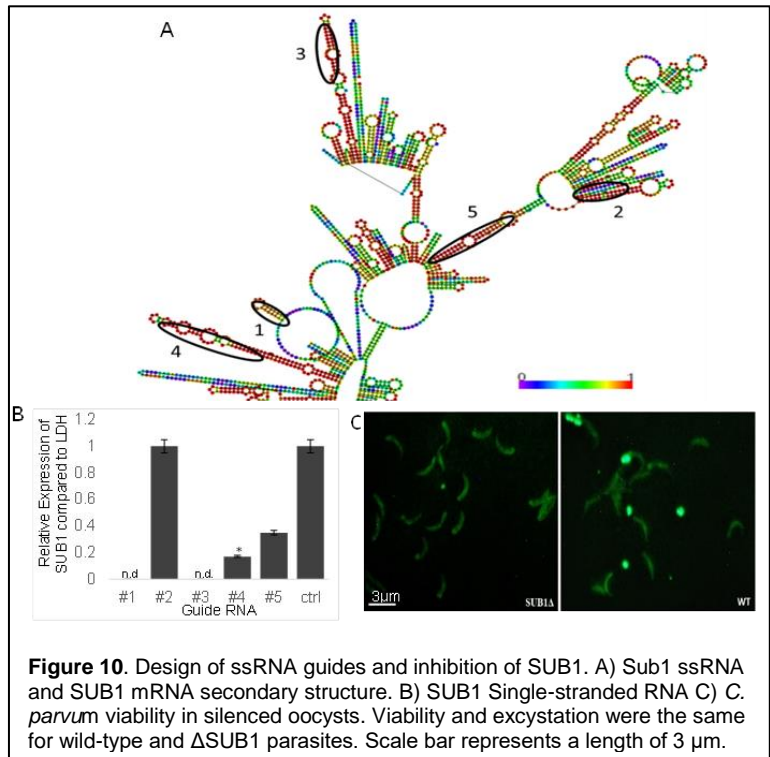 A
3
5
2
1
4
0 1
B
Relative Expression of
SUB1 compared to LDH
1.2
1
0.8
0.6
0.4
0.2
0
n.d
n.d.
*
#1 #2 #3 #4 #5 ctrl
Guide RNA
C
3µm
SUB1Δ
WT
Figure 10. Design of ssRNA guides and inhibition of SUB1. A) Sub1 ssRNA
and SUB1 mRNA secondary structure. B) SUB1 Single-stranded RNA C) C.
parvum viability in silenced oocysts. Viability and excystation were the same
for wild-type and ΔSUB1 parasites. Scale bar represents a length of 3 µm.